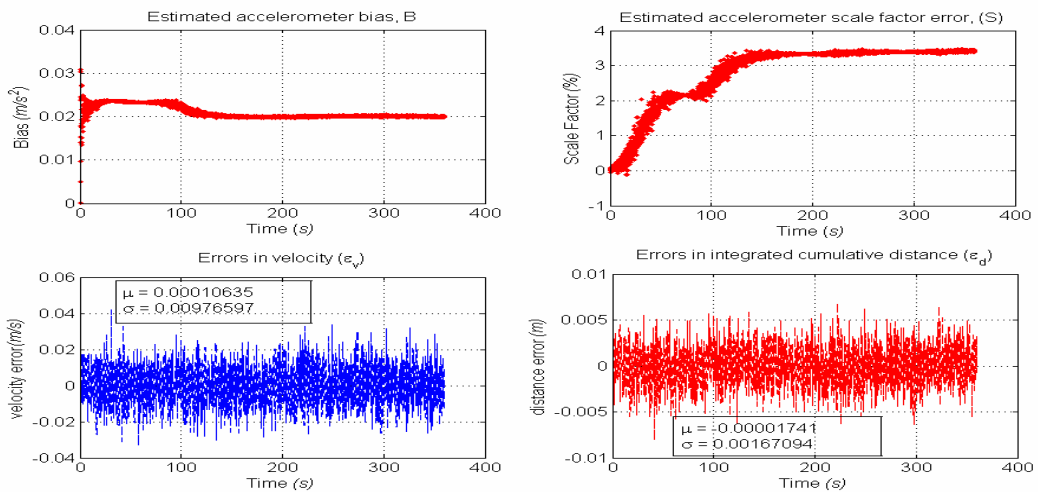 Estimated accelerometer bias, B
0.04
0.03
0.02
0.01
0
Bias (m/s²)
0
100
200
300
400
Time (s)
Estimated accelerometer scale factor error, (S)
4
3
2
1
0
-1
Scale Factor (%)
0
100
200
300
400
Time (s)
Errors in velocity (εv)
0.06
0.04
0.02
0
-0.02
-0.04
velocity error(m/s)
μ = 0.00010635
σ = 0.00976597
0
100
200
300
400
Time (s)
Errors in integrated cumulative distance (εd)
0.01
0.005
0
-0.005
-0.01
distance error (m)
μ = -0.00001741
σ = 0.00167094
0
100
200
300
400
Time (s)